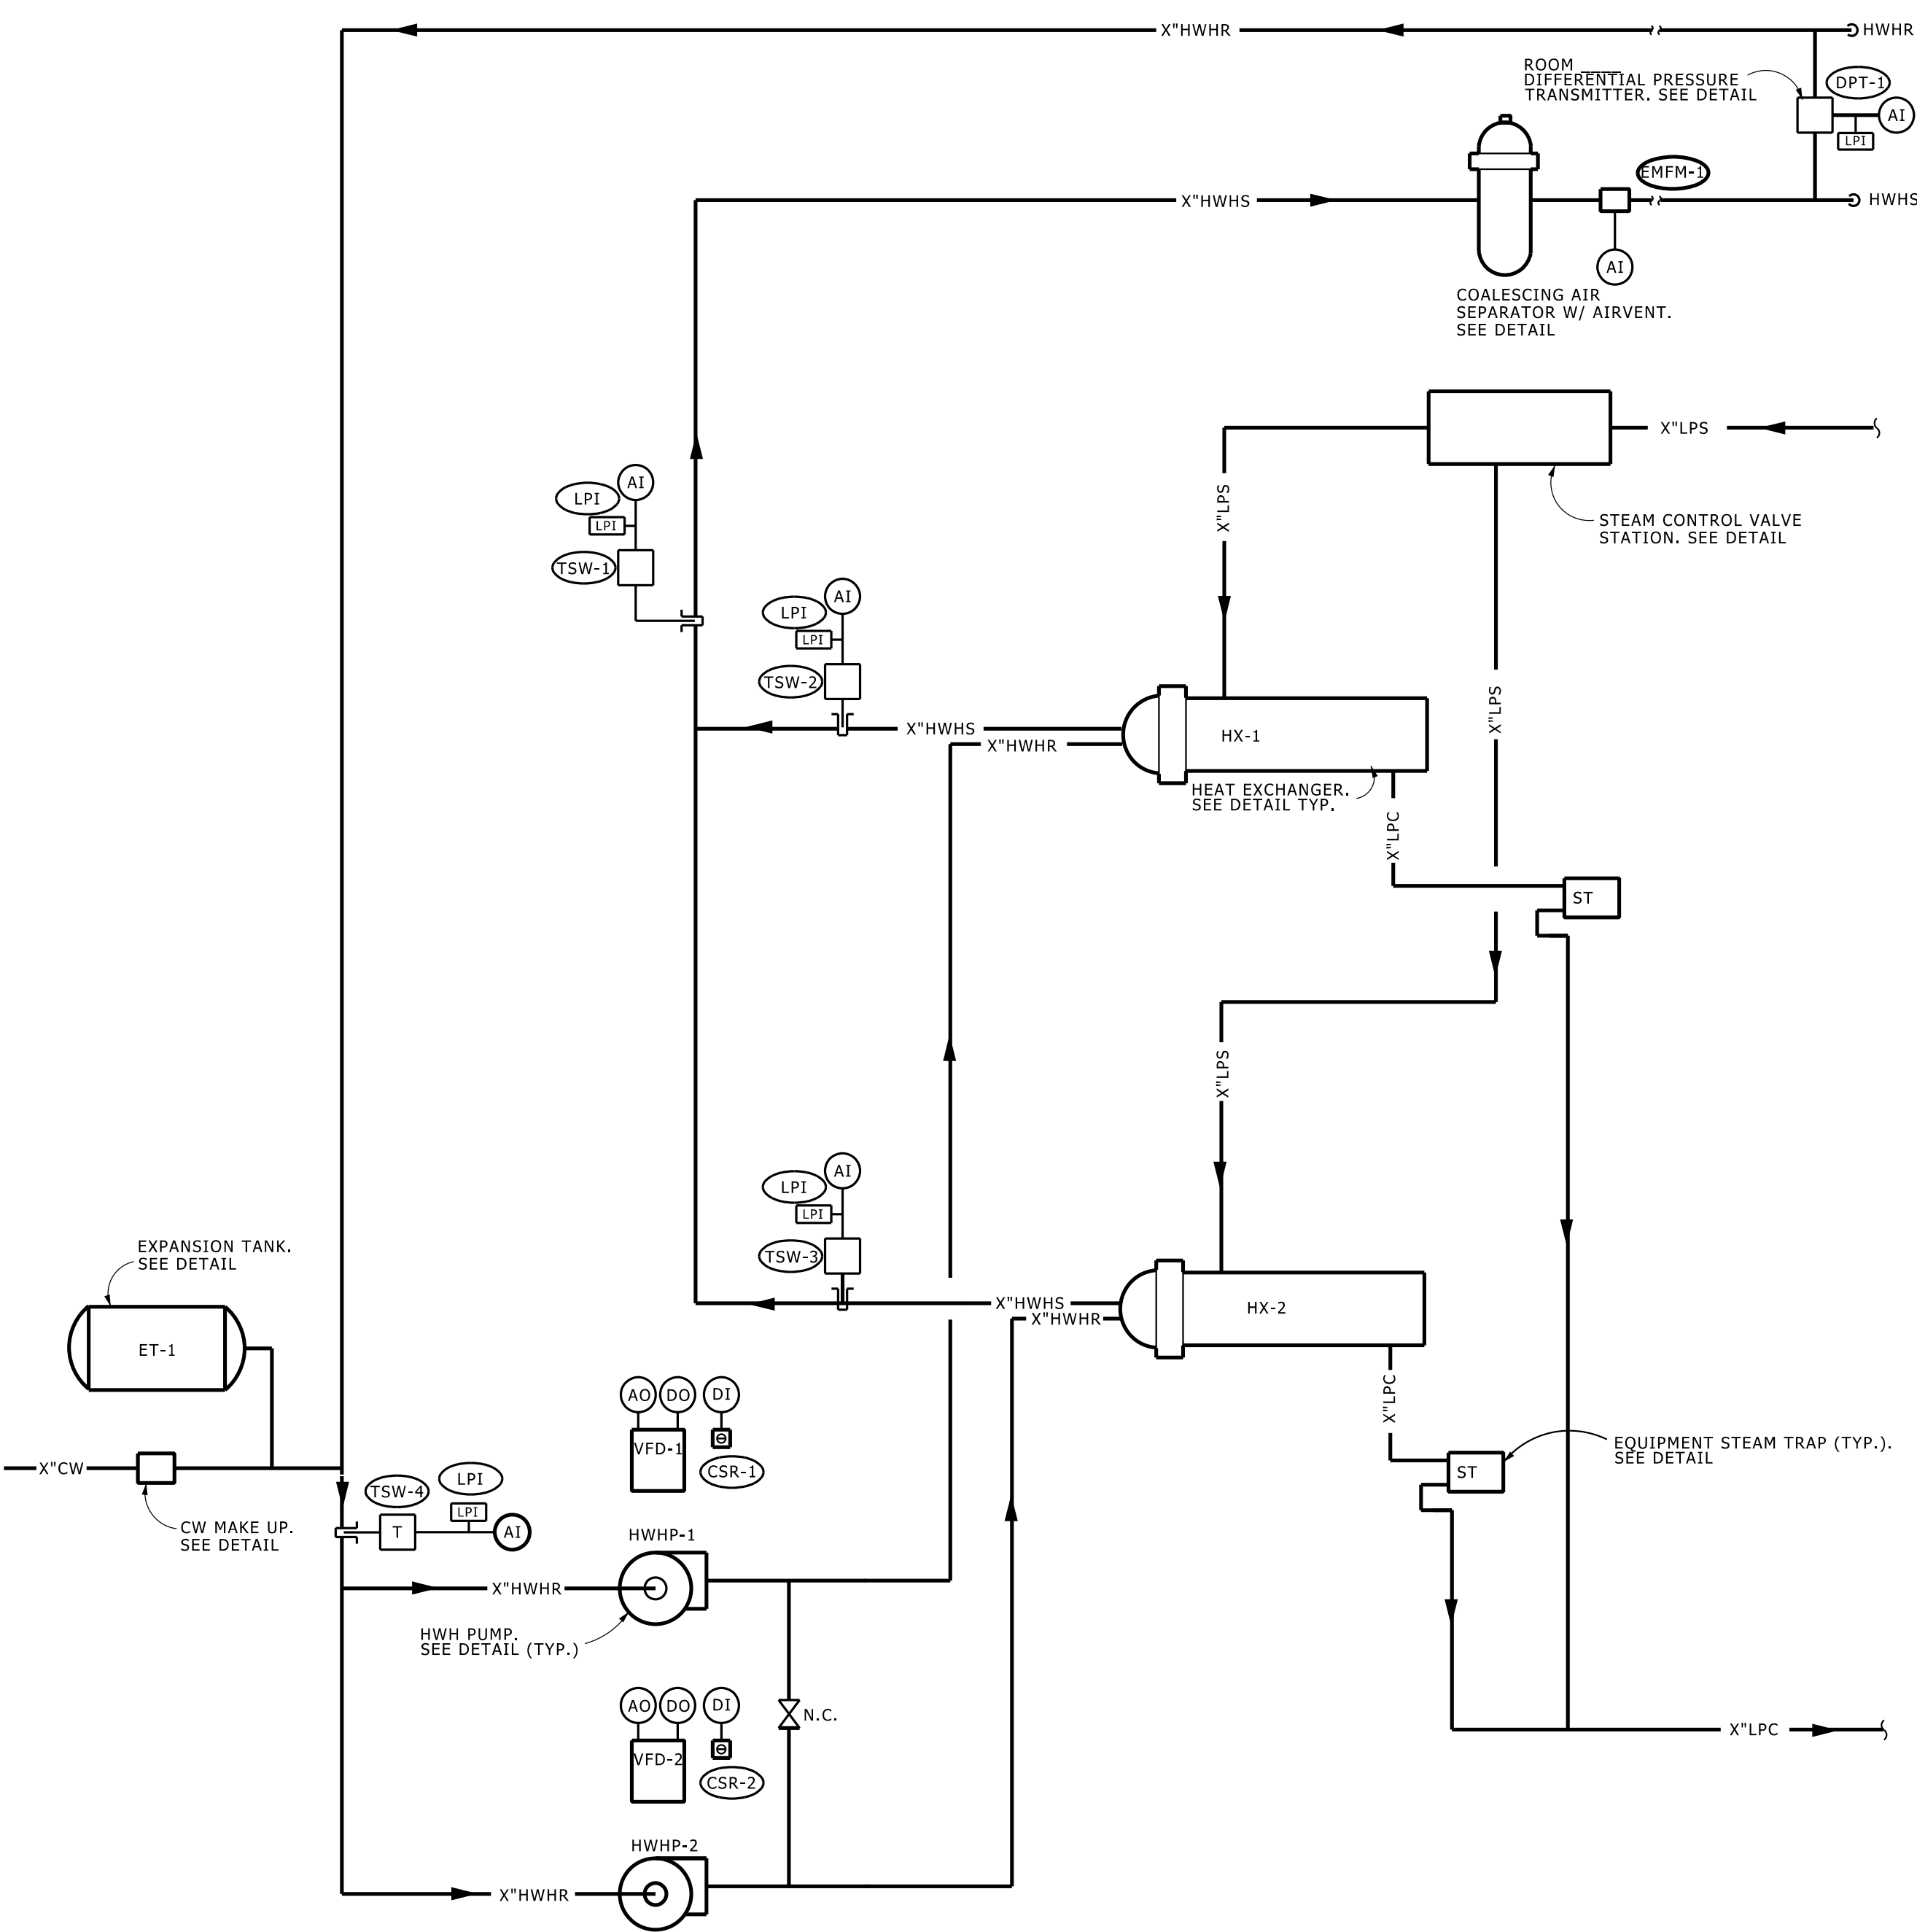 X"HWHR
HWHR
ROOM ____
DIFFERENTIAL PRESSURE
TRANSMITTER. SEE DETAIL
DPT-1
AI
LPI
EMFM-1
X"HWHS
HWHS
AI
COALESCING AIR
SEPARATOR W/ AIRVENT.
SEE DETAIL
X"LPS
X"LPS
STEAM CONTROL VALVE
STATION. SEE DETAIL
AI
LPI
LPI
TSW-1
AI
LPI
LPI
TSW-2
X"LPS
X"HWHS
X"HWHR
HX-1
HEAT EXCHANGER.
SEE DETAIL TYP.
X"LPC
ST
X"LPS
AI
LPI
LPI
TSW-3
EXPANSION TANK.
SEE DETAIL
ET-1
X"HWHS
X"HWHR
HX-2
X"LPC
AO
DO
DI
VFD-1
CSR-1
EQUIPMENT STEAM TRAP (TYP.).
SEE DETAIL
ST
X"CW
CW MAKE UP.
SEE DETAIL
TSW-4
LPI
LPI
T
AI
HWHP-1
X"HWHR
HWH PUMP.
SEE DETAIL (TYP.)
AO
DO
DI
N.C.
VFD-2
CSR-2
X"LPC
HWHP-2
X"HWHR